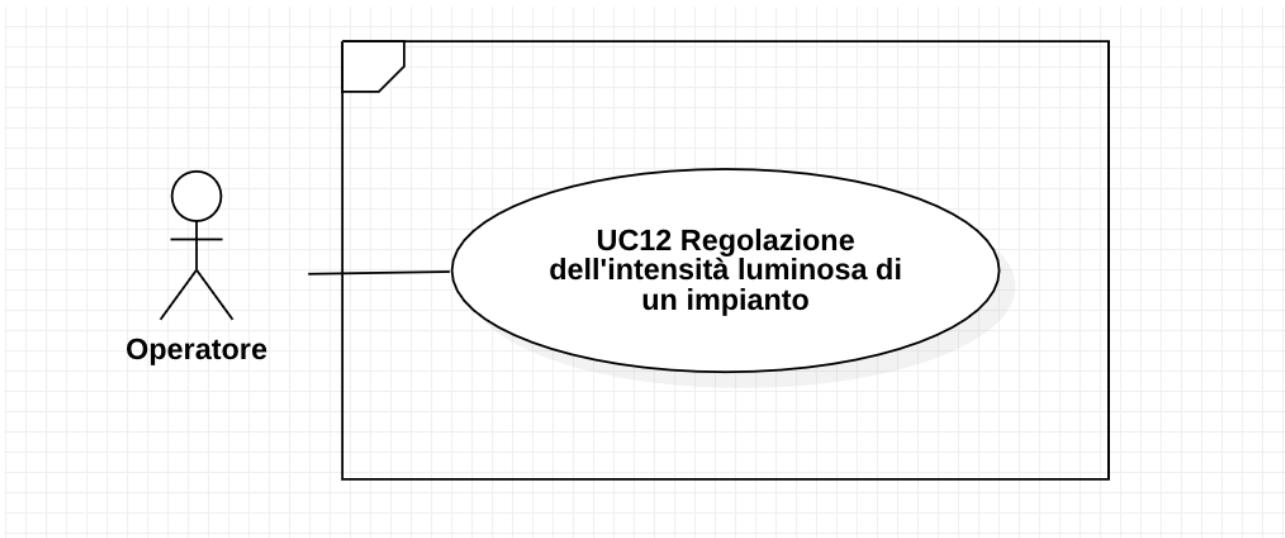 UC12 Regolazione
dell'intensità luminosa di
un impianto
Operatore